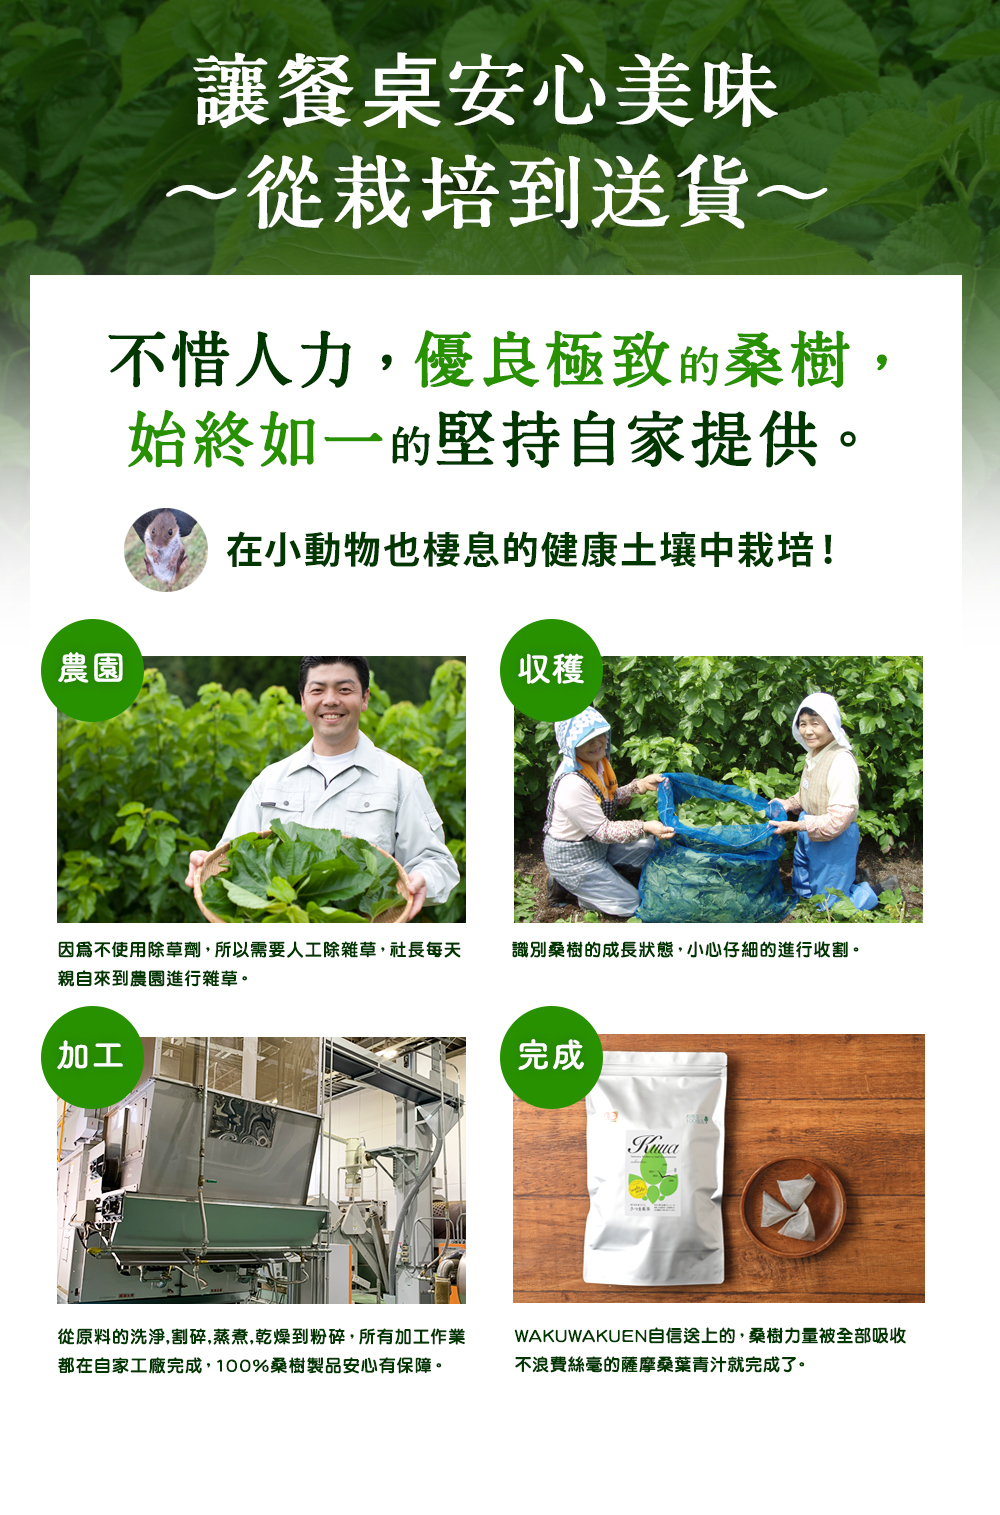 讓餐桌安心美味
～從栽培到送貨～
不惜人力，優良極致的桑樹，
始終如一的堅持自家提供。
在小動物也棲息的健康土壤中栽培！
農園
収穫
因為不使用除草劑，所以需要人工除雜草，社長每天
親自來到農園進行雜草。
識別桑樹的成長狀態，小心仔細的進行收割。
加工
完成
Kuwa
從原料的洗淨,割碎,蒸煮,乾燥到粉碎，所有加工作業
都在自家工廠完成，100%桑樹製品安心有保障。
WAKUWAKUEN自信送上的，桑樹力量被全部吸收
不浪費絲毫的薩摩桑葉青汁就完成了。